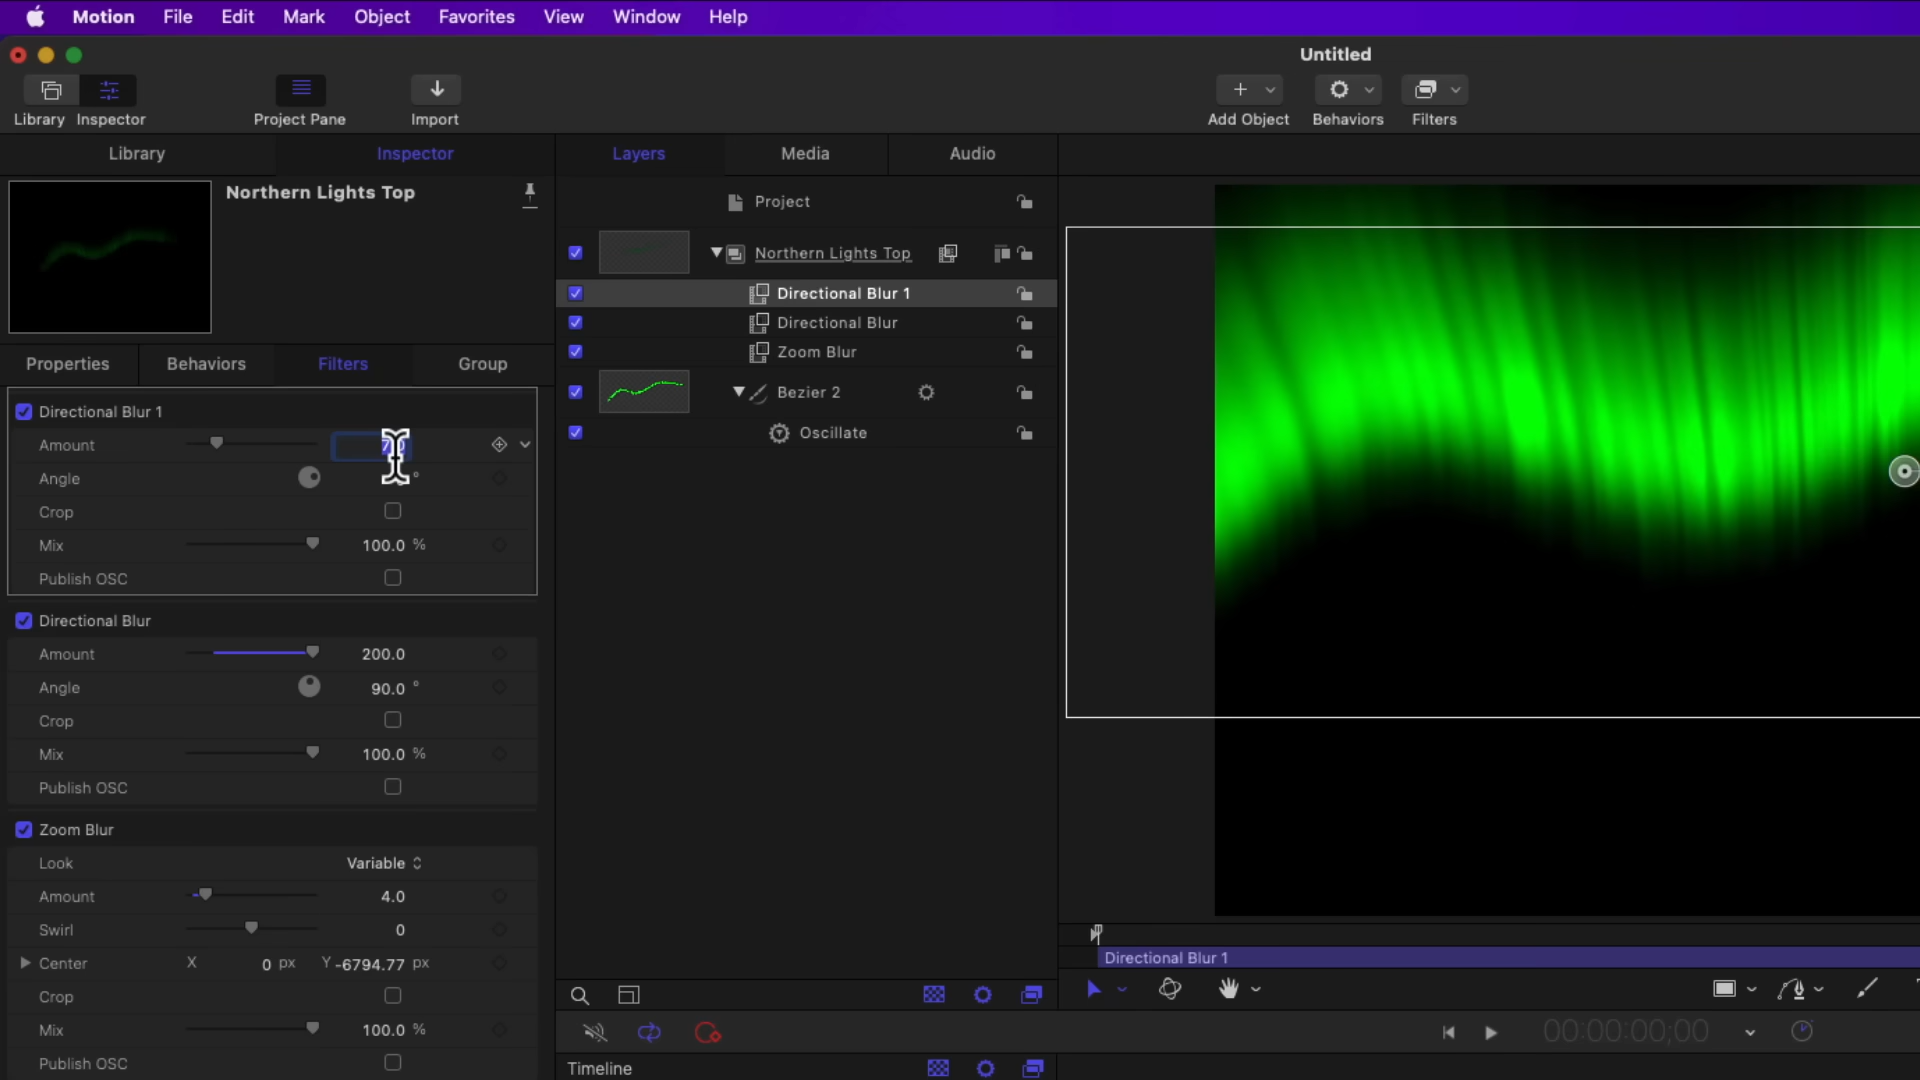 Motion File Edit Mark Object Favorites View Window Help
Untitled
Library Inspector Project Pane Import Add Object Behaviors Filters
Library Inspector Layers Media Audio
Northern Lights Top
Project
Northern Lights Top
Directional Blur 1
Directional Blur
Zoom Blur
Bezier 2
Oscillate
Properties Behaviors Filters Group
Directional Blur 1
Amount
Angle °
Crop
Mix 100.0 %
Publish OSC
Directional Blur
Amount 200.0
Angle 90.0 °
Crop
Mix 100.0 %
Publish OSC
Zoom Blur
Look Variable
Amount 4.0
Swirl 0
Center X 0 px Y -6794.77 px
Crop
Mix 100.0 %
Publish OSC
Directional Blur 1
00:00:00;00
Timeline